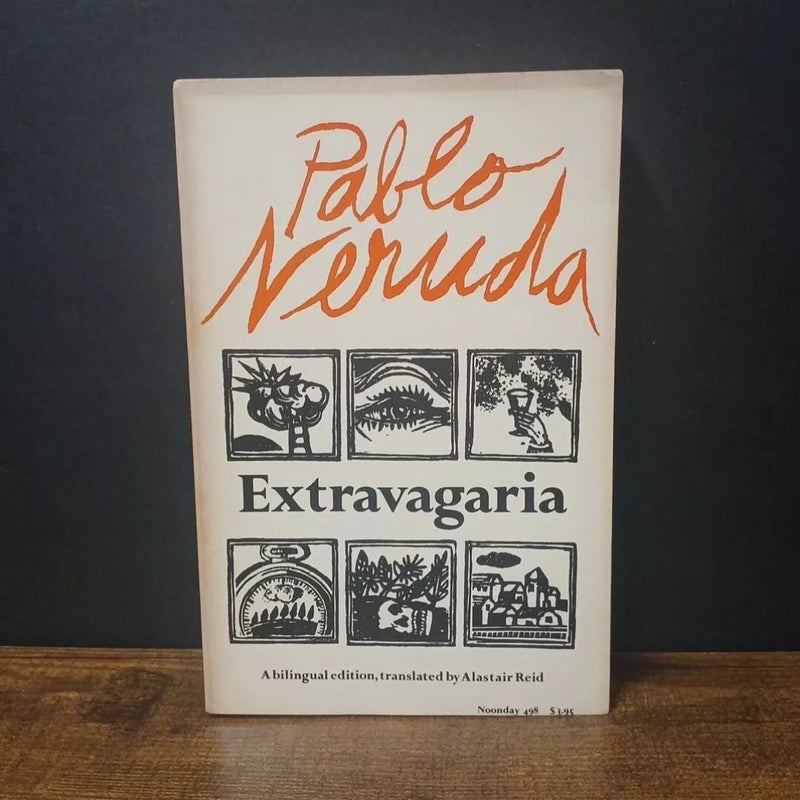 Pablo
Neruda
Extravagaria
A bilingual edition, translated by Alastair Reid
Noonday 498 $3.95